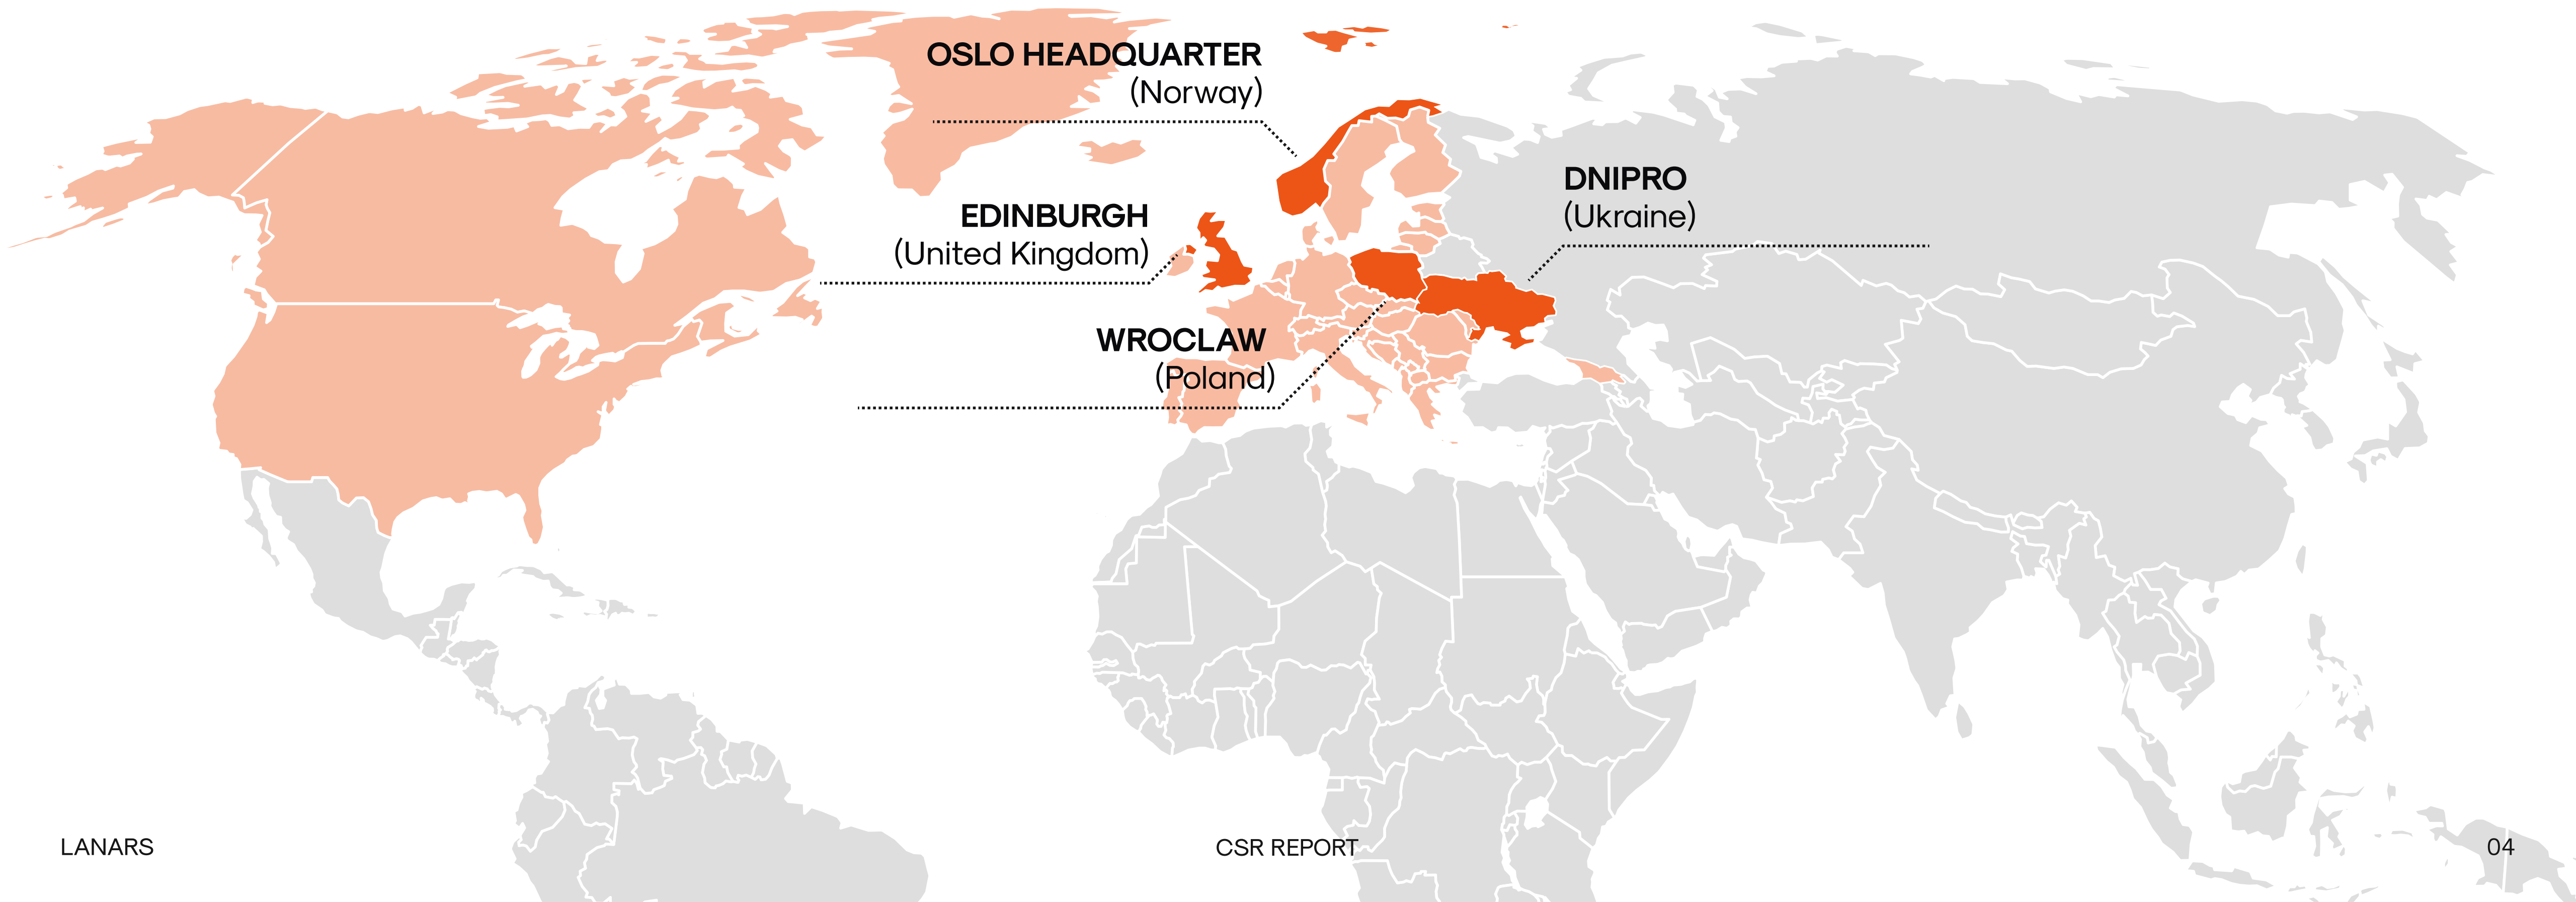 OSLO HEADQUARTER
(Norway)
DNIPRO
(Ukraine)
EDINBURGH
(United Kingdom)
WROCLAW
(Poland)
LANARS
CSR REPORT
04